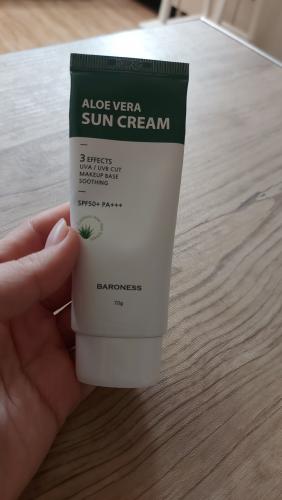 ALOE VERA
SUN CREAM
3 EFFECTS
UVA / UVB CUT
MAKEUP BASE
SOOTHING
SPF50+ PA+++
BARONESS
70g